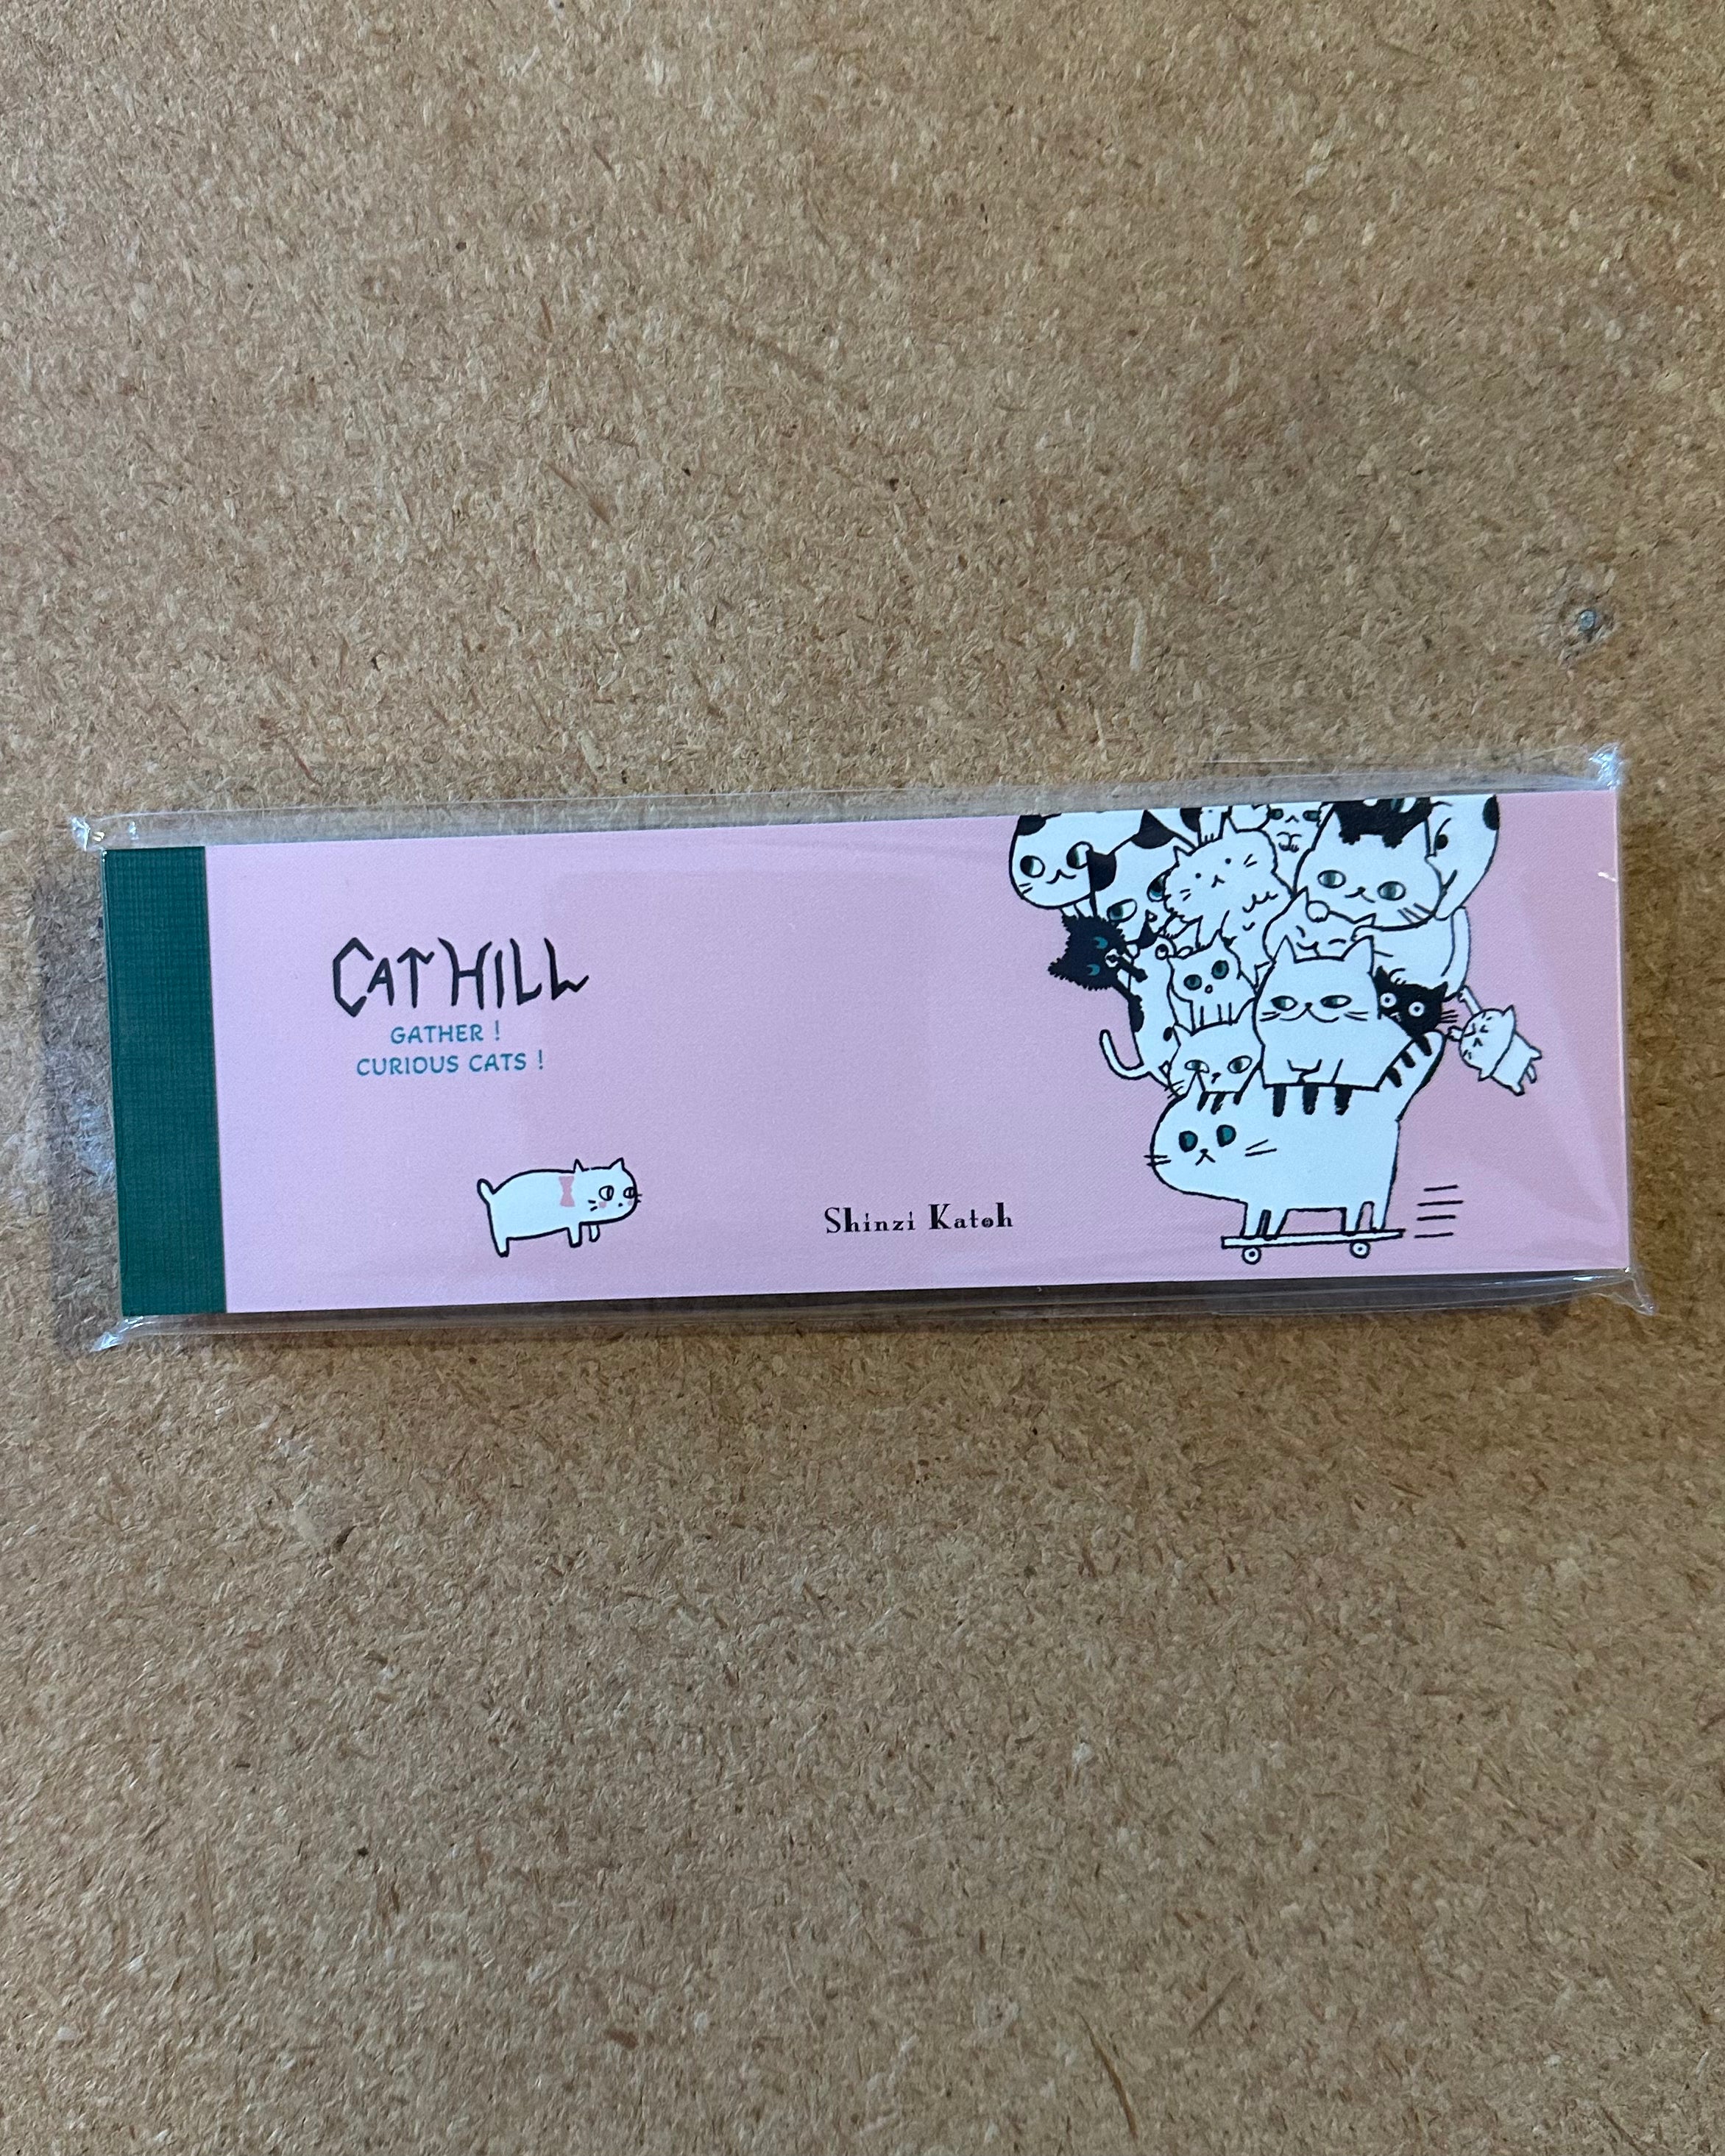 CAT HILL
GATHER !
CURIOUS CATS !
Shinzi Katoh